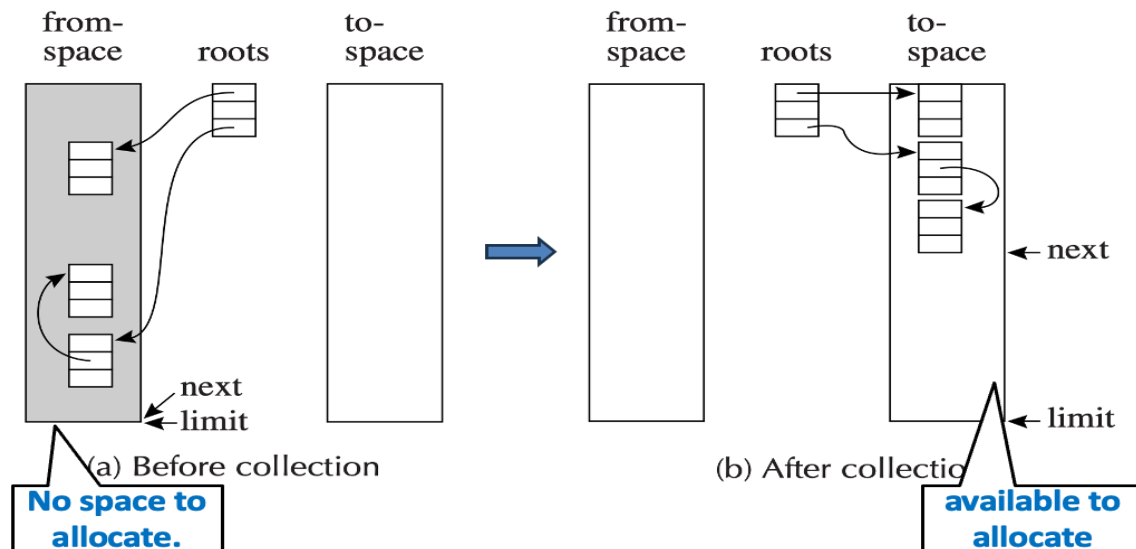 from-
space
roots
to-
space
next
limit
(a) Before collection
No space to
allocate.
from-
space
roots
to-
space
next
limit
(b) After collectio
available to
allocate